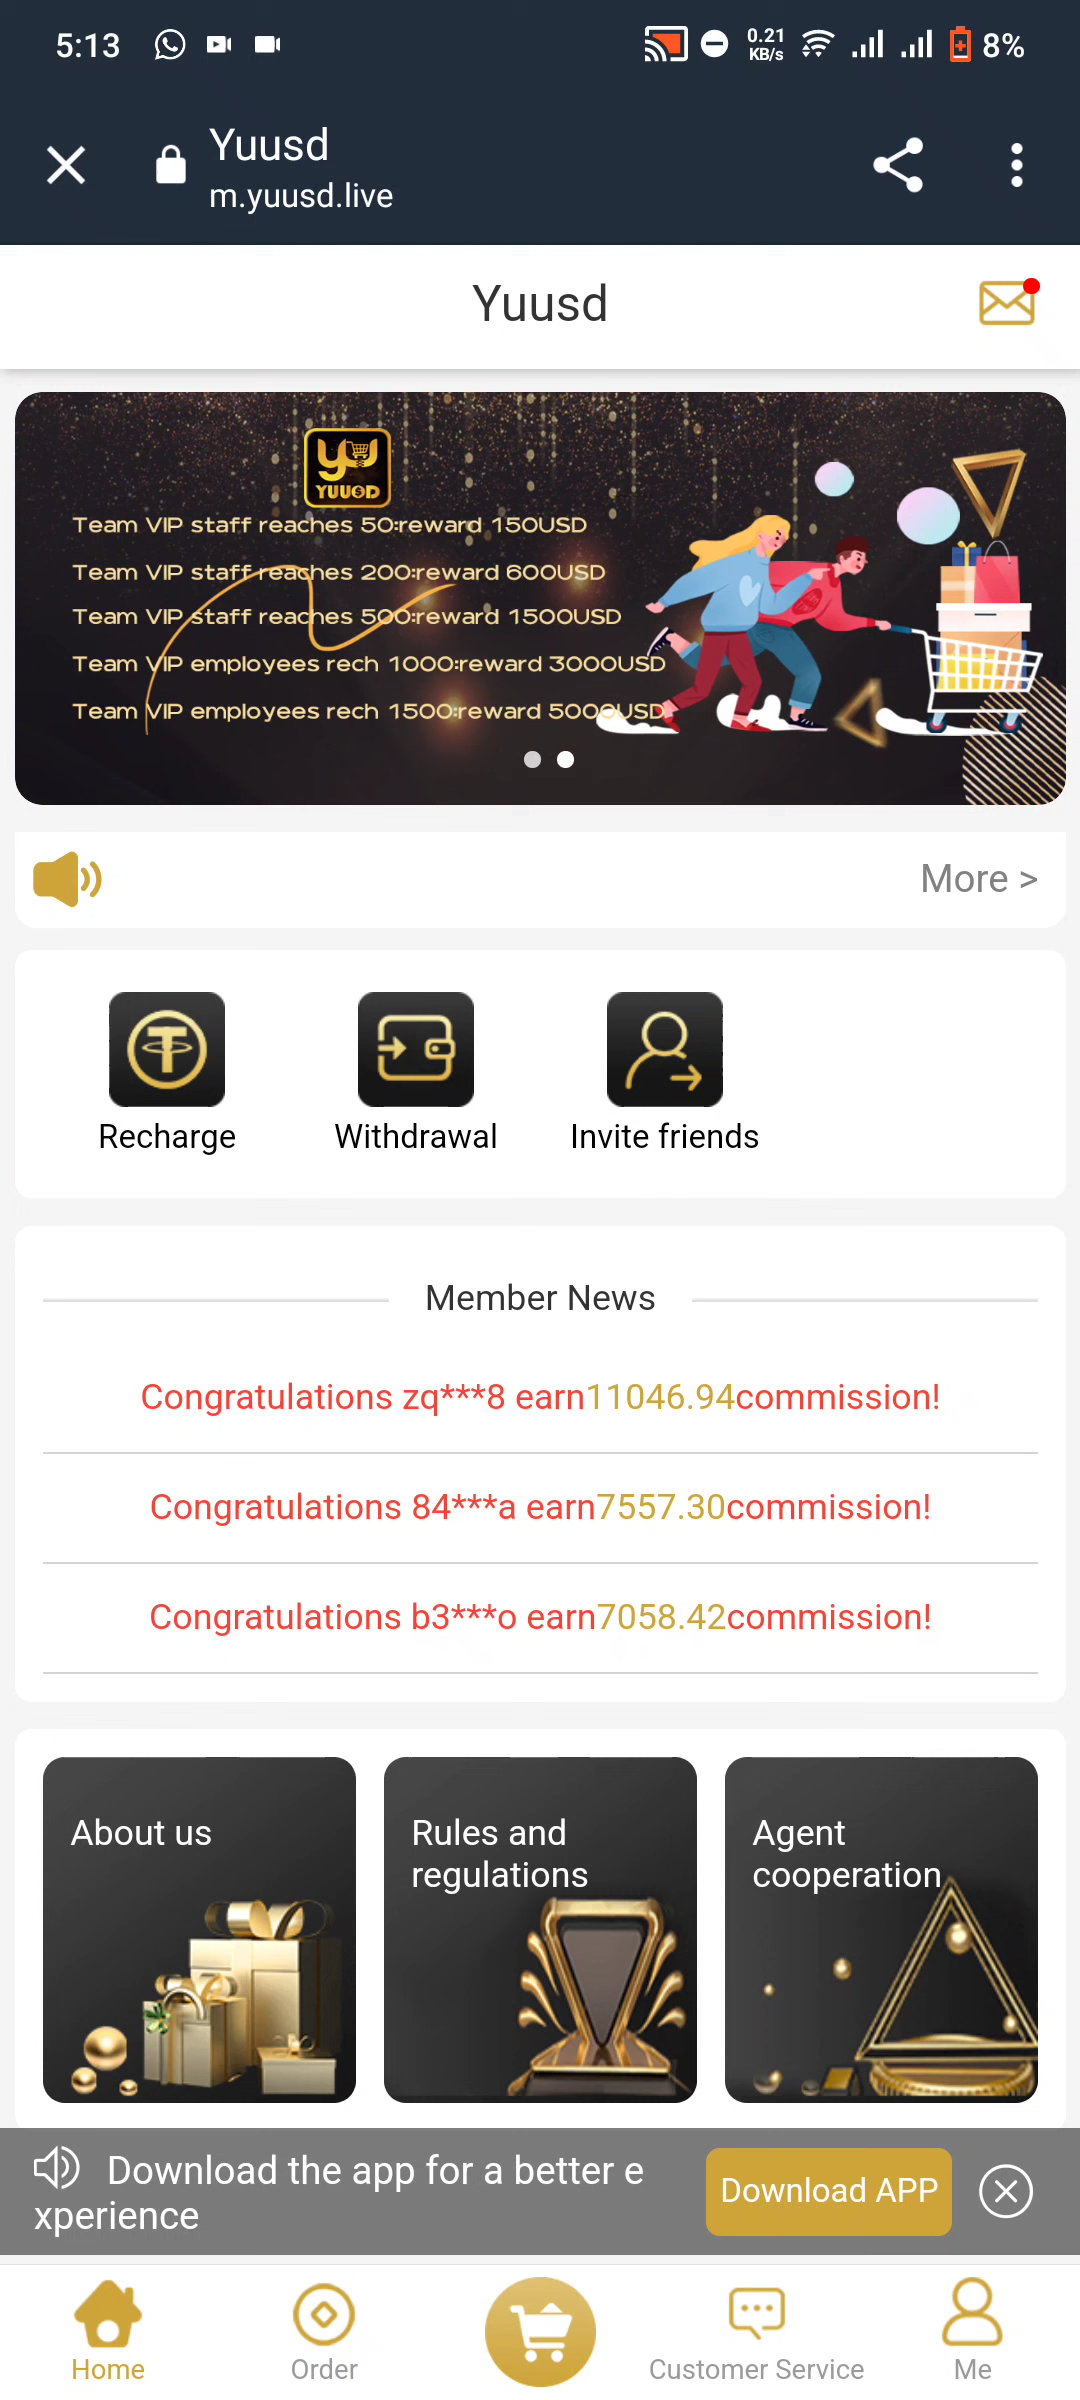 5:13
0.21
KB/s
8%
Yuusd
m.yuusd.live
Yuusd
YUUSD
Team VIP staff reaches 50:reward 150USD
Team VIP staff reaches 200:reward 600USD
Team VIP staff reaches 500:reward 1500USD
Team VIP employees rech 1000:reward 3000USD
Team VIP employees rech 1500:reward 5000USD
More >
Recharge
Withdrawal
Invite friends
Member News
Congratulations zq***8 earn11046.94commission!
Congratulations 84***a earn7557.30commission!
Congratulations b3***o earn7058.42commission!
About us
Rules and
regulations
Agent
cooperation
Download the app for a better e
xperience
Download APP
Home
Order
Customer Service
Me